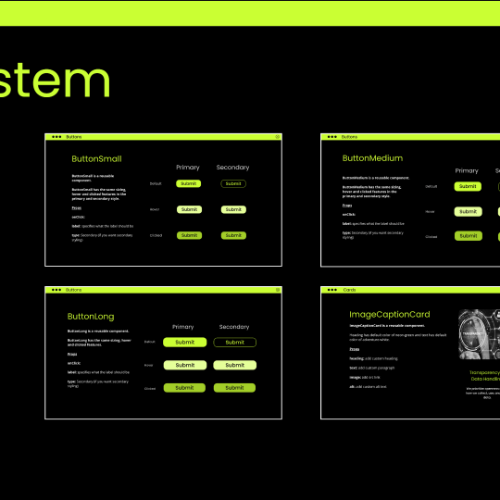 stem
Buttons
ButtonSmall
Primary
Secondary
ButtonSmall is a reusable
component.
ButtonSmall has the same sizing,
hover and clicked features in the
primary and secondary style.
Props
onClick:
label: specifies what the label should be
type: Secondary (if you want secondary
styling)
Default
Submit
Submit
Hover
Submit
Submit
Clicked
Submit
Submit
Buttons
ButtonMedium
Primary
Se
ButtonMedium is a reusable
component.
ButtonMedium has the same sizing,
hover and clicked features in the
primary and secondary style.
Props
onClick:
label: specifies what the label should be
type: Secondary (if you want secondary
styling)
Default
Submit
Hover
Submit
Clicked
Submit
Buttons
ButtonLong
Primary
Secondary
ButtonLong is a reusable component.
ButtonLong has the same sizing, hover
and clicked features.
Props
onClick:
label: specifies what the label should be
type: Secondary (if you want secondary
styling)
Default
Submit
Submit
Hover
Submit
Submit
Clicked
Submit
Submit
Cards
ImageCaptionCard
ImageCaptionCard is a reusable component.
heading: add custom heading
text: add custom paragraph
image: add src link
alt: add custom alt text
Props
Transparency
Data Handlin